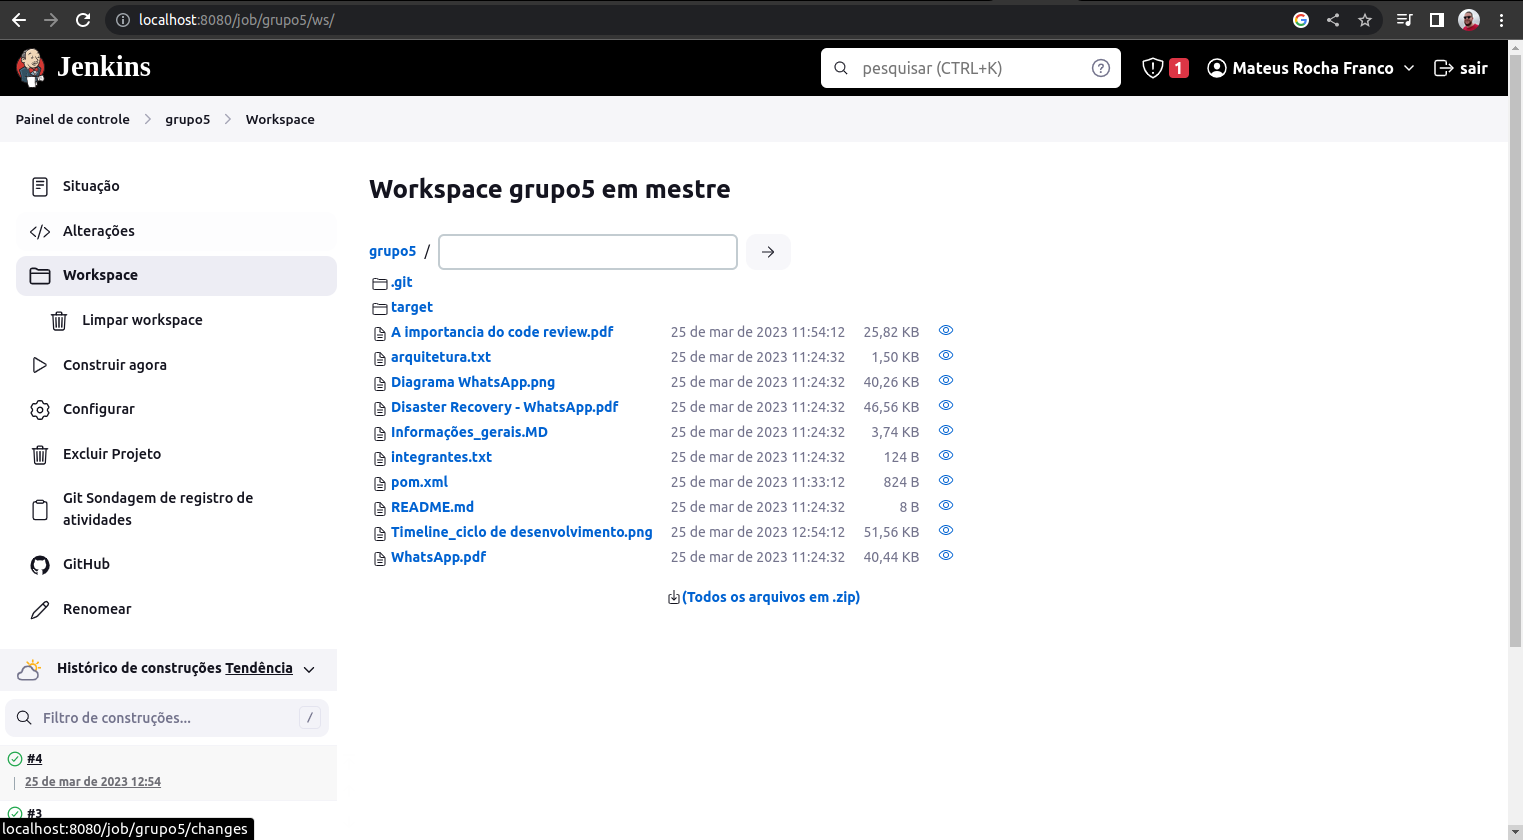 localhost:8080/job/grupo5/ws/
Jenkins
pesquisar (CTRL+K)
1
Mateus Rocha Franco
sair
Painel de controle
grupo5
Workspace
Situação
Alterações
Workspace
Limpar workspace
Construir agora
Configurar
Excluir Projeto
Git Sondagem de registro de
atividades
GitHub
Renomear
Histórico de construções Tendência
Filtro de construções... /
#4
25 de mar de 2023 12:54
#3
localhost:8080/job/grupo5/changes
Workspace grupo5 em mestre
grupo5 /
.git
target
A importancia do code review.pdf 25 de mar de 2023 11:54:12 25,82 KB
arquitetura.txt 25 de mar de 2023 11:24:32 1,50 KB
Diagrama WhatsApp.png 25 de mar de 2023 11:24:32 40,26 KB
Disaster Recovery - WhatsApp.pdf 25 de mar de 2023 11:24:32 46,56 KB
Informações_gerais.MD 25 de mar de 2023 11:24:32 3,74 KB
integrantes.txt 25 de mar de 2023 11:24:32 124 B
pom.xml 25 de mar de 2023 11:33:12 824 B
README.md 25 de mar de 2023 11:24:32 8 B
Timeline_ciclo de desenvolvimento.png 25 de mar de 2023 12:54:12 51,56 KB
WhatsApp.pdf 25 de mar de 2023 11:24:32 40,44 KB
(Todos os arquivos em .zip)